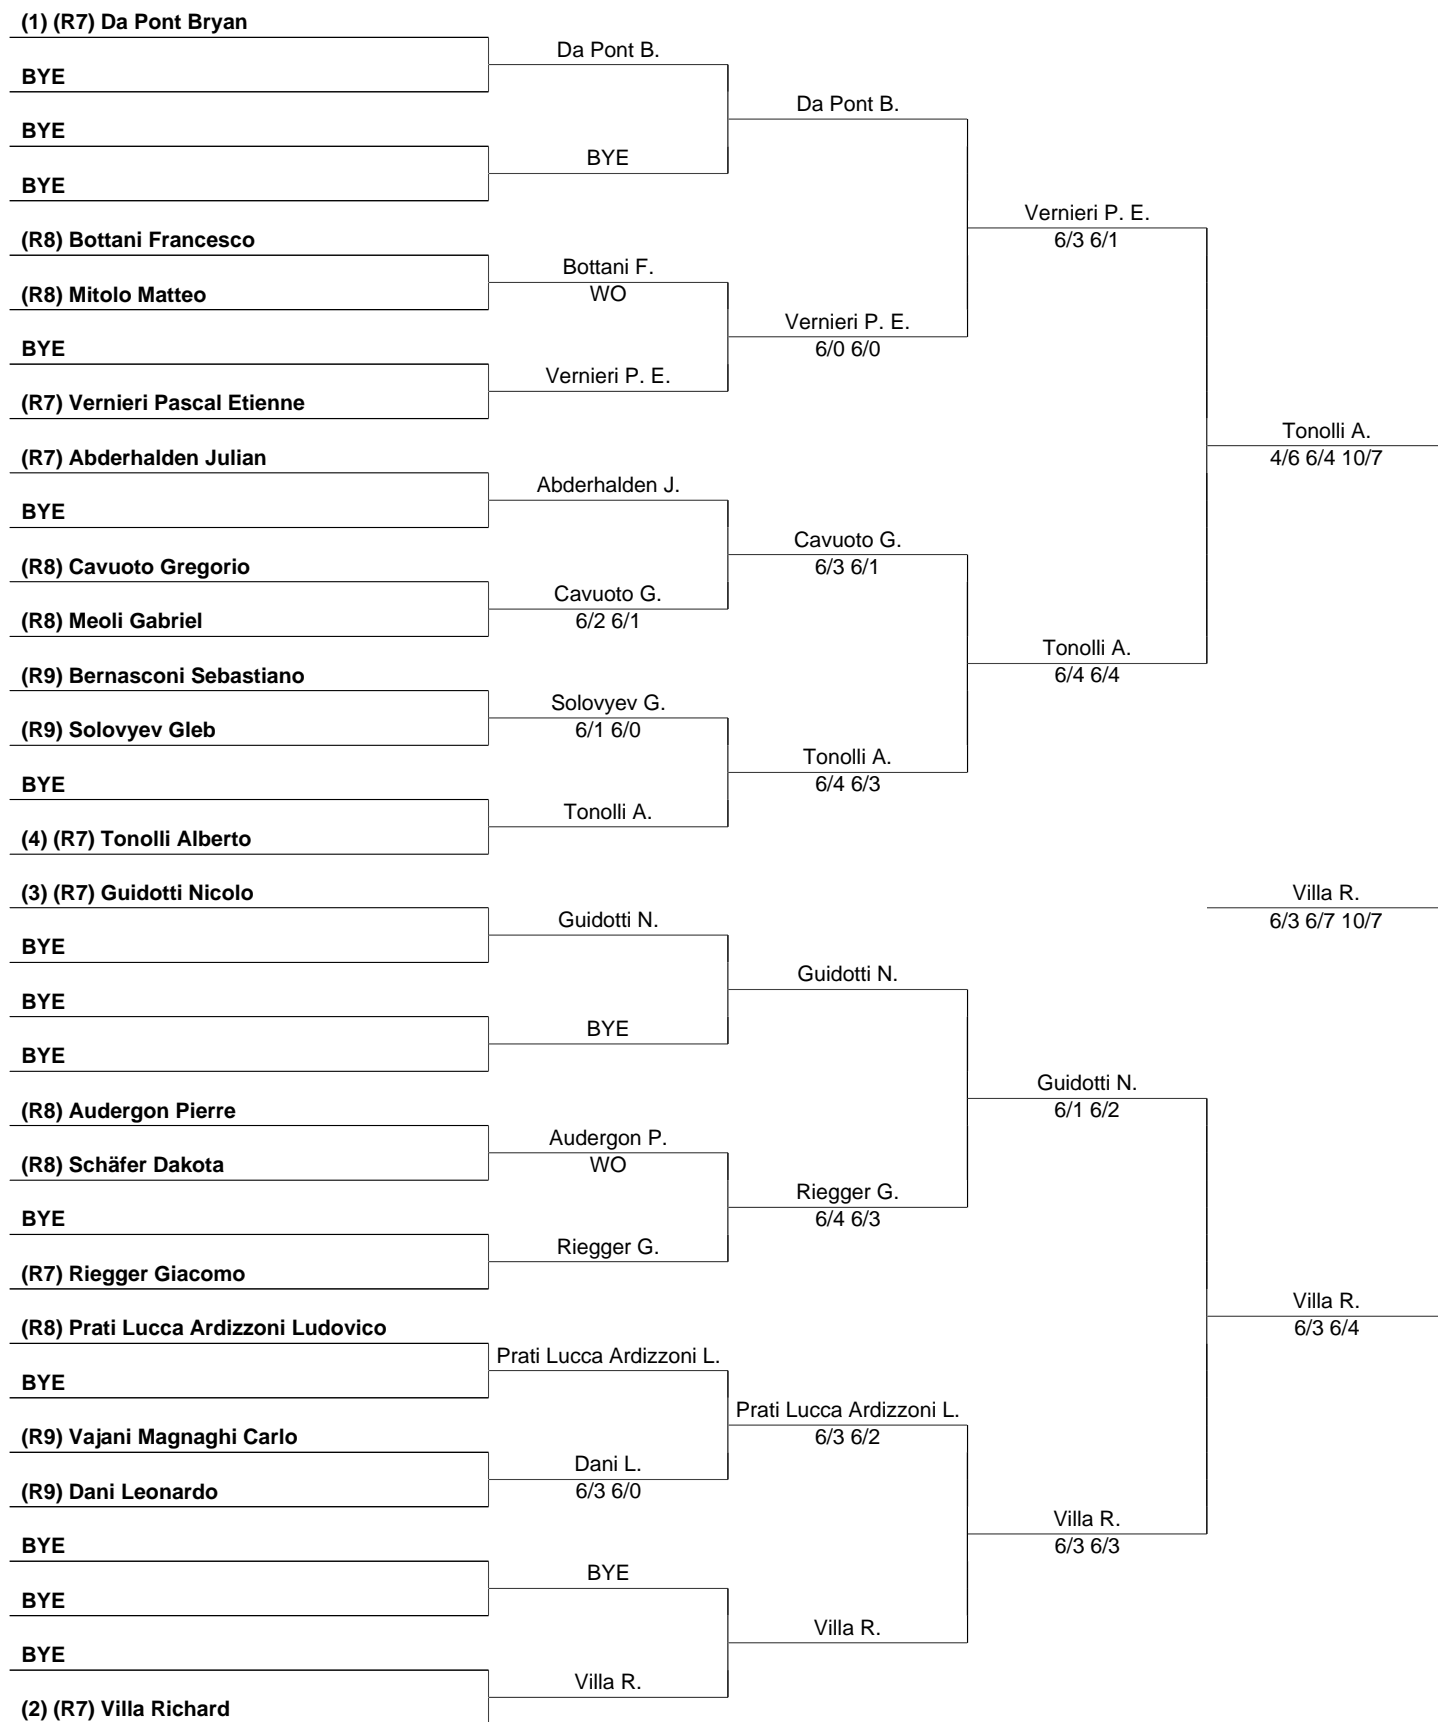 (1) (R7) Da Pont Bryan
Da Pont B.
BYE
Da Pont B.
BYE
BYE
BYE
Vernieri P. E.
6/3 6/1
(R8) Bottani Francesco
Bottani F.
WO
(R8) Mitolo Matteo
Vernieri P. E.
6/0 6/0
BYE
Vernieri P. E.
(R7) Vernieri Pascal Etienne
Tonolli A.
4/6 6/4 10/7
(R7) Abderhalden Julian
Abderhalden J.
BYE
Cavuoto G.
6/3 6/1
(R8) Cavuoto Gregorio
Cavuoto G.
6/2 6/1
(R8) Meoli Gabriel
Tonolli A.
6/4 6/4
(R9) Bernasconi Sebastiano
Solovyev G.
6/1 6/0
(R9) Solovyev Gleb
Tonolli A.
6/4 6/3
BYE
Tonolli A.
(4) (R7) Tonolli Alberto
(3) (R7) Guidotti Nicolo
Villa R.
6/3 6/7 10/7
Guidotti N.
BYE
Guidotti N.
BYE
BYE
BYE
Guidotti N.
6/1 6/2
(R8) Audergon Pierre
Audergon P.
WO
(R8) Schäfer Dakota
Riegger G.
6/4 6/3
BYE
Riegger G.
(R7) Riegger Giacomo
Villa R.
6/3 6/4
(R8) Prati Lucca Ardizzoni Ludovico
Prati Lucca Ardizzoni L.
BYE
Prati Lucca Ardizzoni L.
6/3 6/2
(R9) Vajani Magnaghi Carlo
Dani L.
6/3 6/0
(R9) Dani Leonardo
Villa R.
6/3 6/3
BYE
BYE
BYE
Villa R.
BYE
Villa R.
(2) (R7) Villa Richard